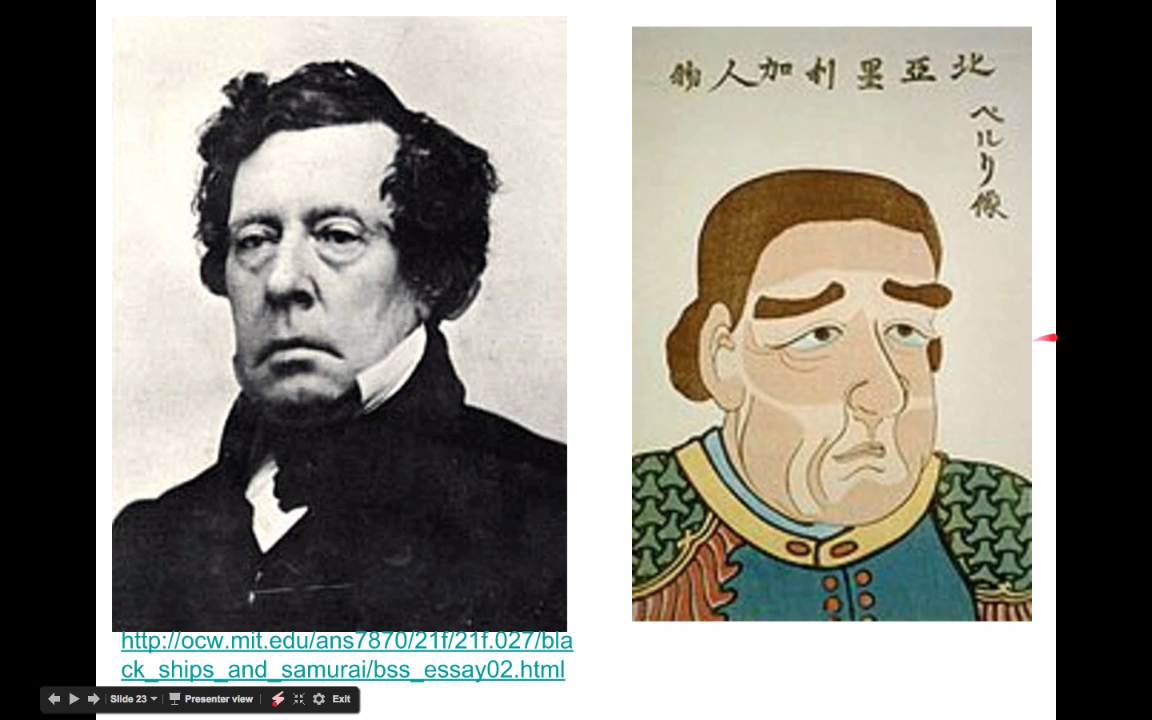 北亞墨利加人物
ペルリ像
http://ocw.mit.edu/ans7870/21f/21f.027/bla
ck_ships_and_samurai/bss_essay02.html
Slide 23
Presenter view
Exit